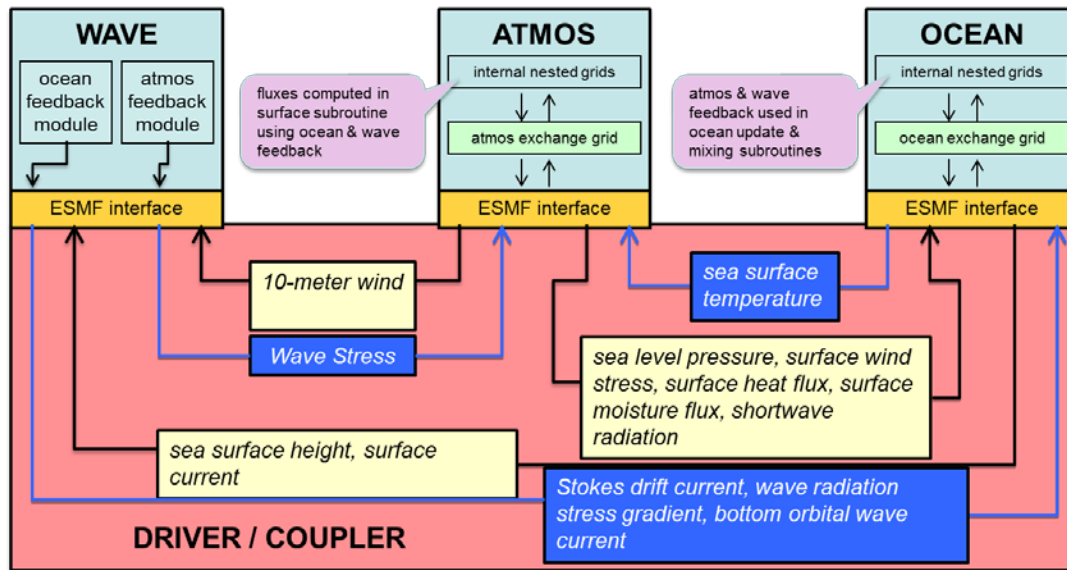 WAVE
ocean
feedback
module
atmos
feedback
module
ESMF interface
fluxes computed in
surface subroutine
using ocean & wave
feedback
ATMOS
internal nested grids
atmos exchange grid
ESMF interface
atmos & wave
feedback used in
ocean update &
mixing subroutines
OCEAN
internal nested grids
ocean exchange grid
ESMF interface
10-meter wind
sea surface
temperature
Wave Stress
sea level pressure, surface wind
stress, surface heat flux, surface
moisture flux, shortwave
radiation
sea surface height, surface
current
Stokes drift current, wave radiation
stress gradient, bottom orbital wave
current
DRIVER / COUPLER